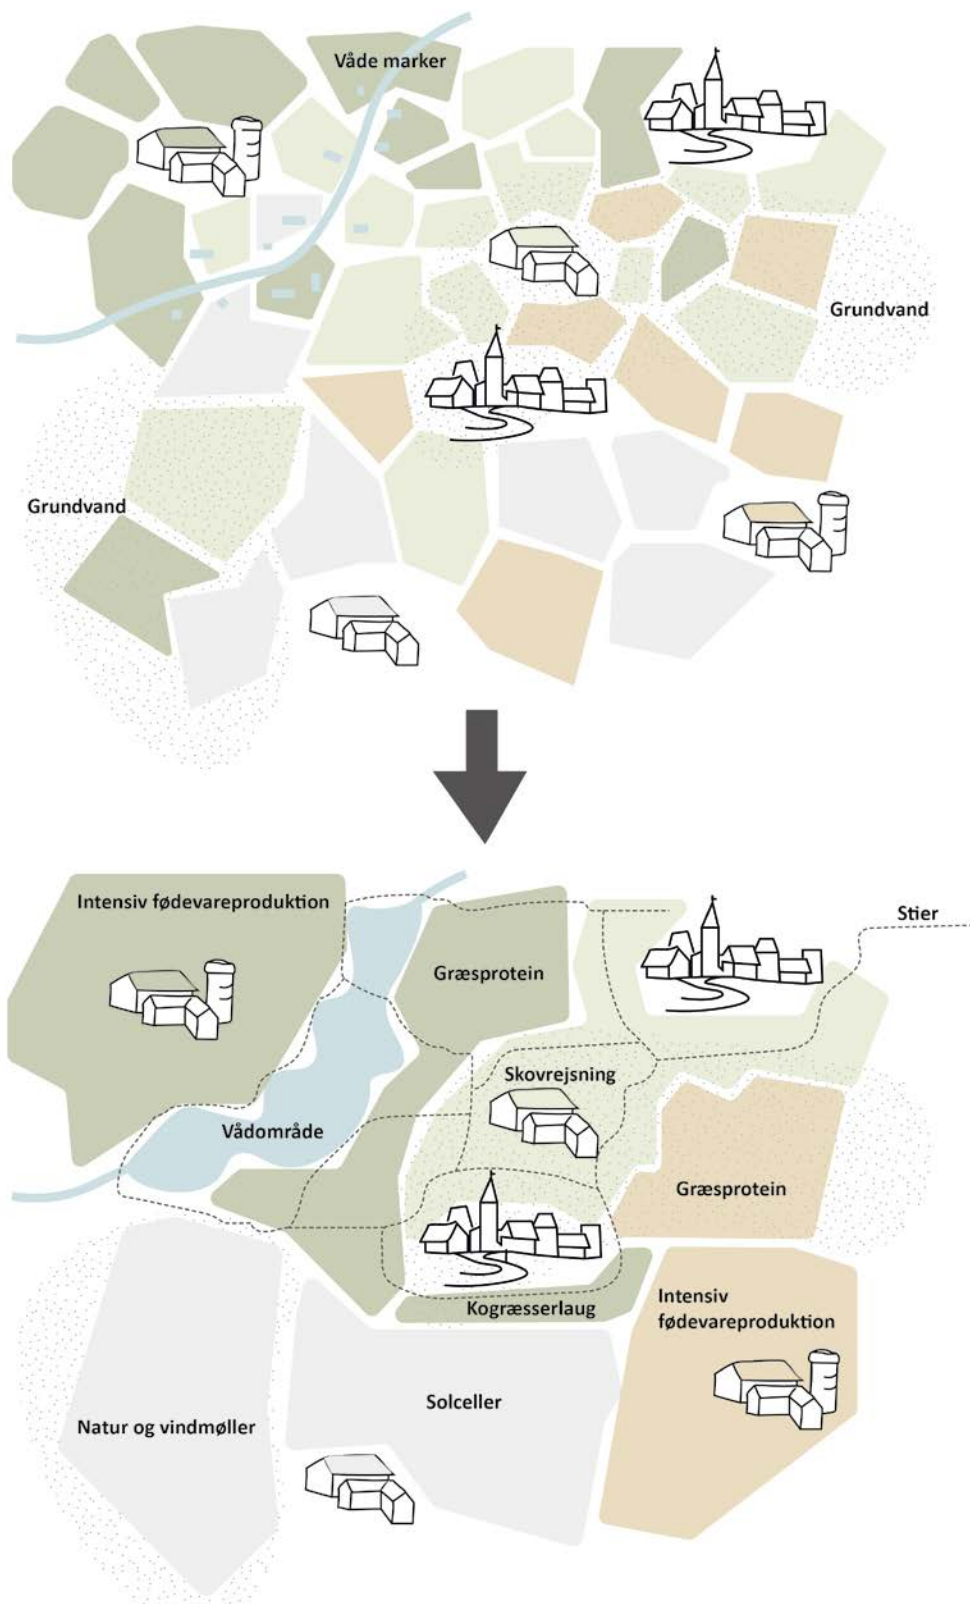 Våde marker
Grundvand
Grundvand
Intensiv fødevareproduktion
Stier
Græsprotein
Skovrejsning
Vådområde
Græsprotein
Kogræsserlaug
Intensiv
fødevareproduktion
Solceller
Natur og vindmøller